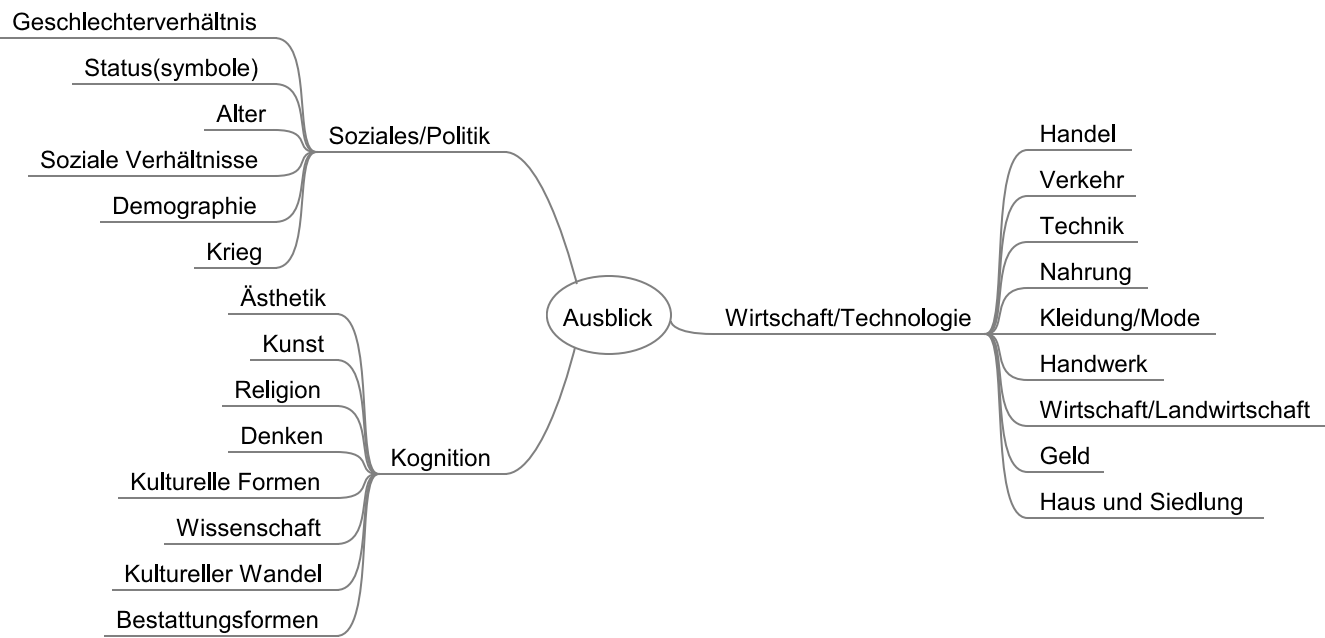 Geschlechterverhältnis
Status(symbole)
Alter
Soziale Verhältnisse
Demographie
Krieg
Soziales/Politik
Ästhetik
Kunst
Religion
Denken
Kulturelle Formen
Wissenschaft
Kultureller Wandel
Bestattungsformen
Kognition
Ausblick
Wirtschaft/Technologie
Handel
Verkehr
Technik
Nahrung
Kleidung/Mode
Handwerk
Wirtschaft/Landwirtschaft
Geld
Haus und Siedlung